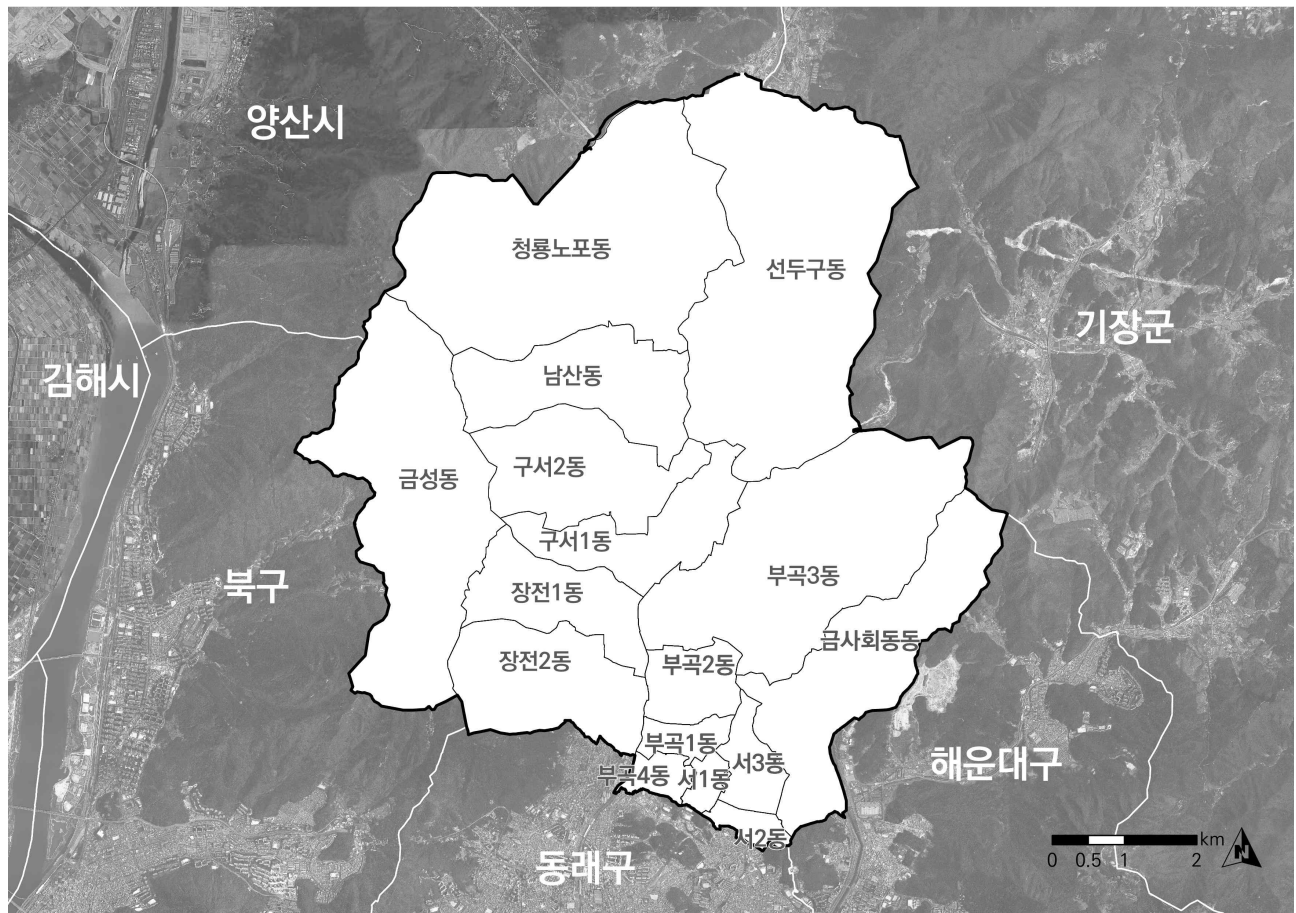 양산시
청룡노포동
선두구동
기장군
김해시
남산동
구서2동
금성동
구서1동
부곡3동
북구
장전1동
금사회동동
장전2동
부곡2동
부곡1동
서3동
해운대구
부곡4동
서1동
서2동
동래구
km
0 0.5 1 2
N